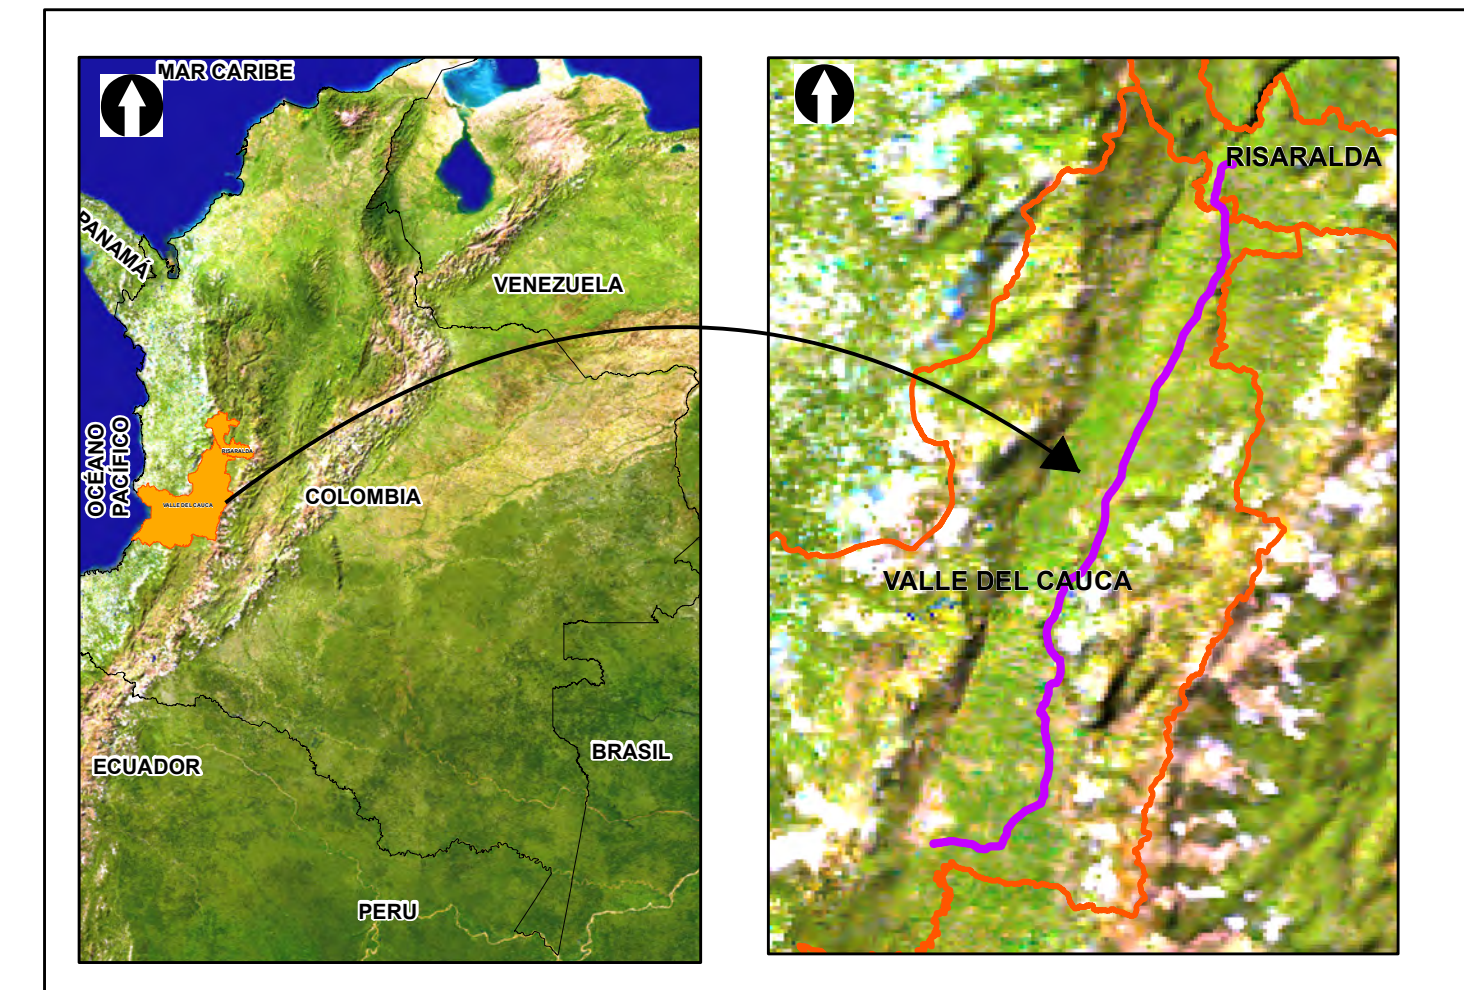 MAR CARIBE
PANAMÁ
VENEZUELA
OCÉANO
PACÍFICO
RISARALDA
COLOMBIA
VALLE DEL CAUCA
BRASIL
ECUADOR
PERU
RISARALDA
VALLE DEL CAUCA